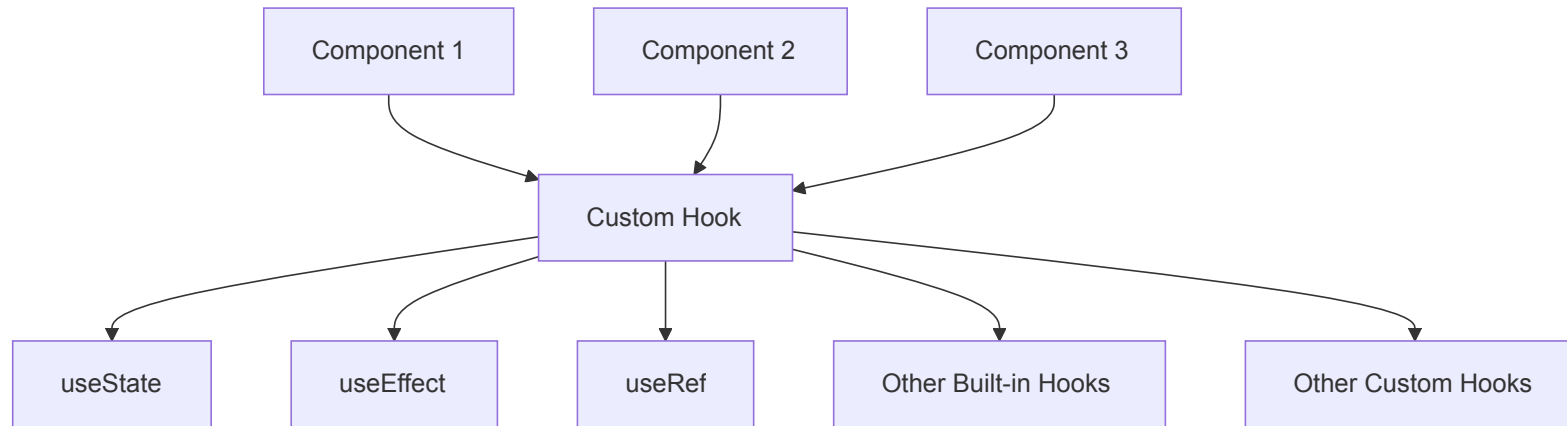 Component 1
Component 2
Component 3
Custom Hook
useState
useEffect
useRef
Other Built-in Hooks
Other Custom Hooks